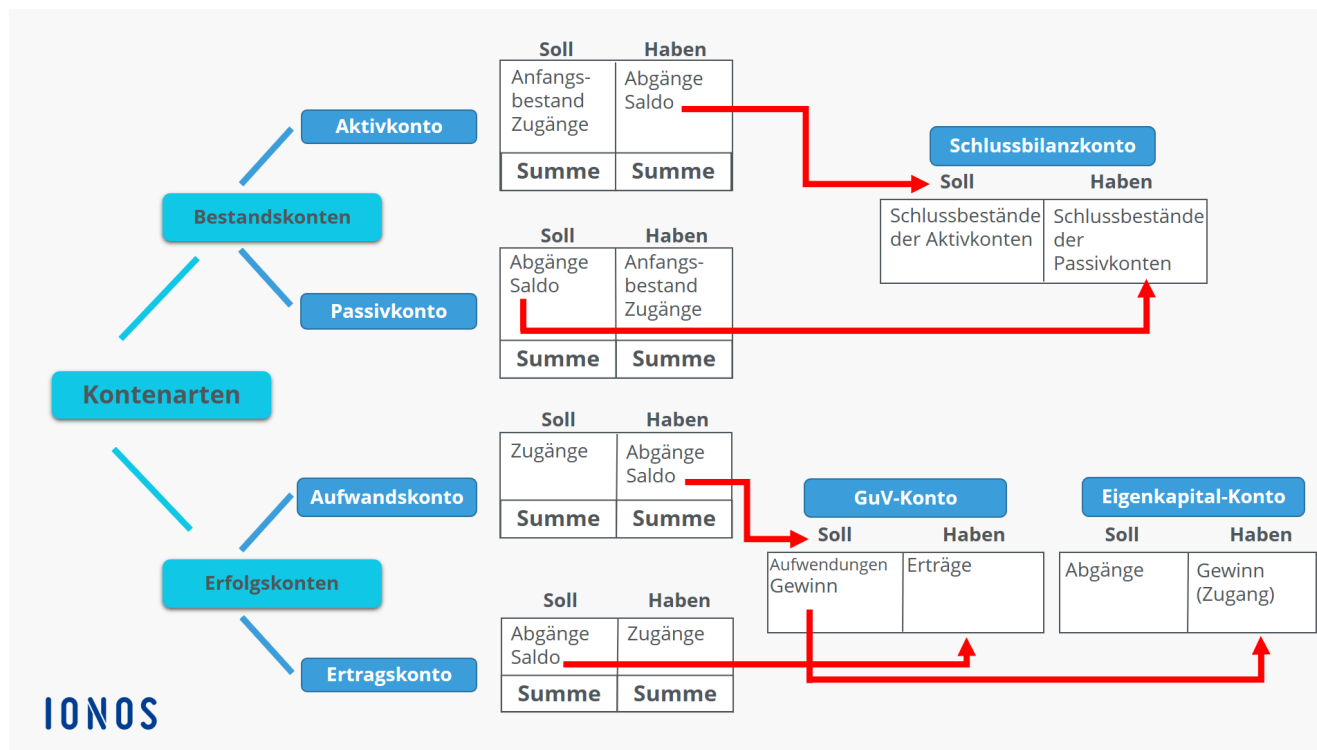 Soll Haben
Anfangs-
bestand
Zugänge
Abgänge
Saldo
Summe Summe
Aktivkonto
Bestandskonten
Passivkonto
Soll Haben
Abgänge
Saldo
Anfangs-
bestand
Zugänge
Summe Summe
Schlussbilanzkonto
Soll Haben
Schlussbestände
der Aktivkonten
Schlussbestände
der
Passivkonten
Kontenarten
Soll Haben
Zugänge
Abgänge
Saldo
Summe Summe
Aufwandskonto
Erfolgskonten
Ertragskonto
Soll Haben
Abgänge
Saldo
Zugänge
Summe Summe
GuV-Konto
Soll Haben
Aufwendungen
Gewinn
Erträge
Eigenkapital-Konto
Soll Haben
Abgänge
Gewinn
(Zugang)
IONOS